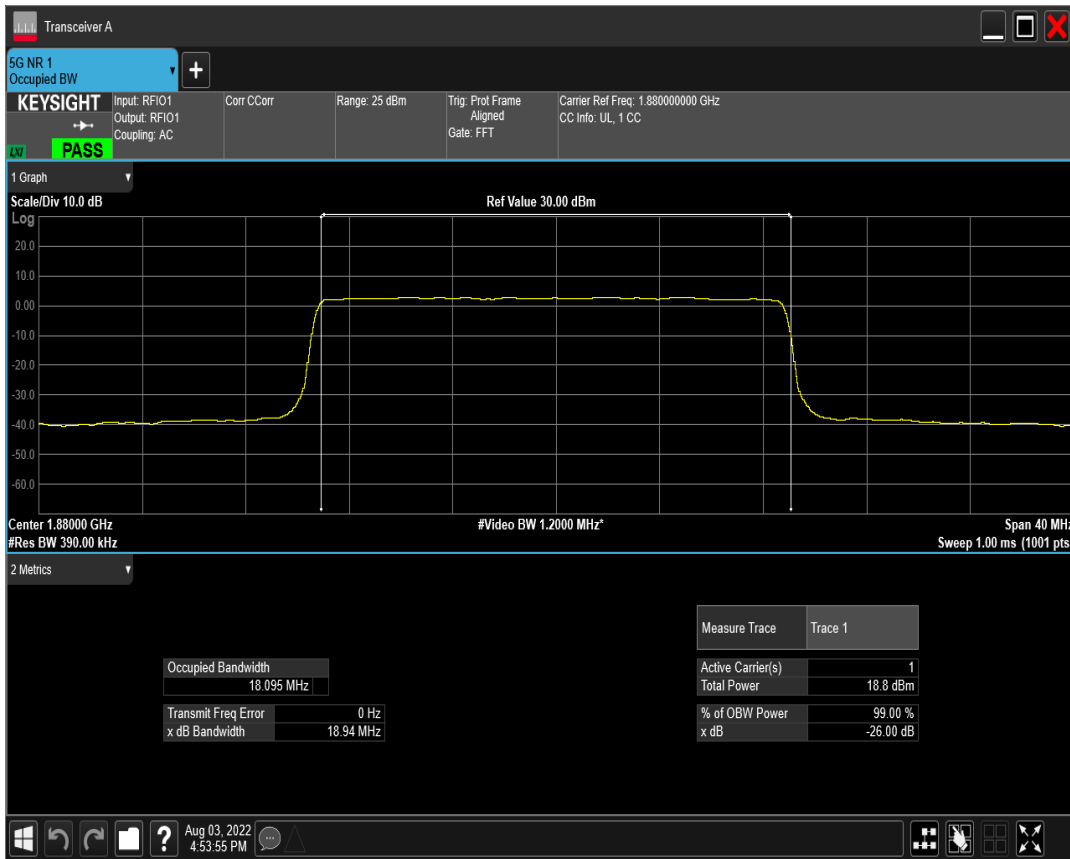 Transceiver A
5G NR 1
Occupied BW
KEYSIGHT
LXI
PASS
Input: RFIO1
Output: RFIO1
Coupling: AC
Corr CCorr
Range: 25 dBm
Trig: Prot Frame
Aligned
Gate: FFT
Carrier Ref Freq: 1.880000000 GHz
CC Info: UL, 1 CC
1 Graph
Scale/Div 10.0 dB
Ref Value 30.00 dBm
Log
20.0
10.0
0.00
-10.0
-20.0
-30.0
-40.0
-50.0
-60.0
Center 1.88000 GHz
#Video BW 1.2000 MHz*
Span 40 MHz
#Res BW 390.00 kHz
Sweep 1.00 ms (1001 pts
2 Metrics
Measure Trace Trace 1
Occupied Bandwidth
18.095 MHz
Active Carrier(s) 1
Total Power 18.8 dBm
Transmit Freq Error 0 Hz
x dB Bandwidth 18.94 MHz
% of OBW Power 99.00 %
x dB -26.00 dB
?
Aug 03, 2022
4:53:55 PM